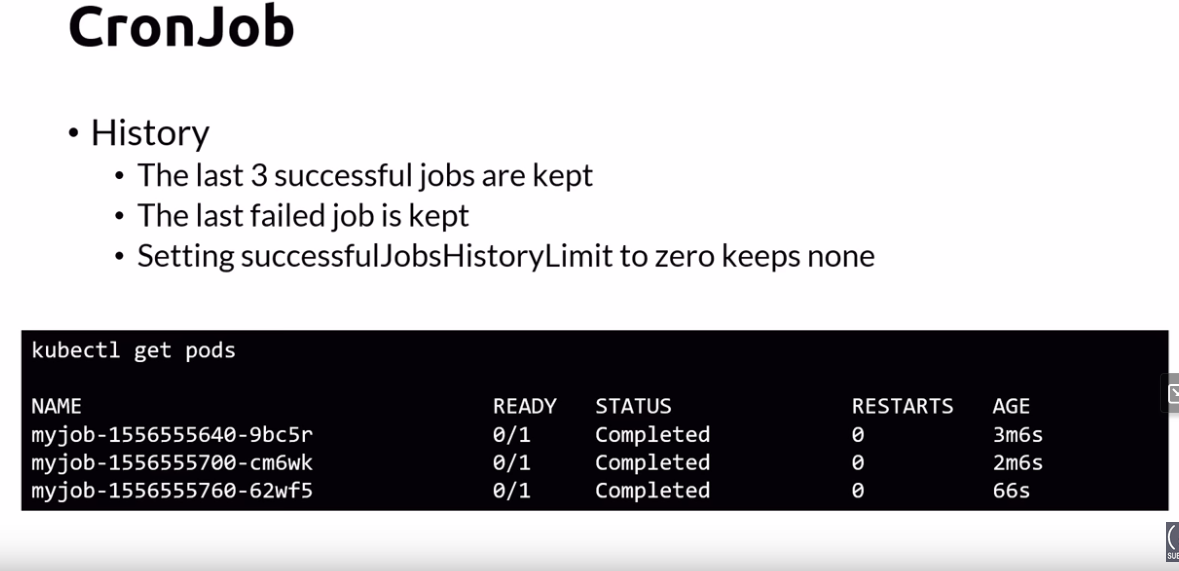 CronJob
• History
• The last 3 successful jobs are kept
• The last failed job is kept
• Setting successfulJobsHistoryLimit to zero keeps none
kubectl get pods
NAME READY STATUS RESTARTS AGE
myjob-1556555640-9bc5r 0/1 Completed 0 3m6s
myjob-1556555700-cm6wk 0/1 Completed 0 2m6s
myjob-1556555760-62wf5 0/1 Completed 0 66s